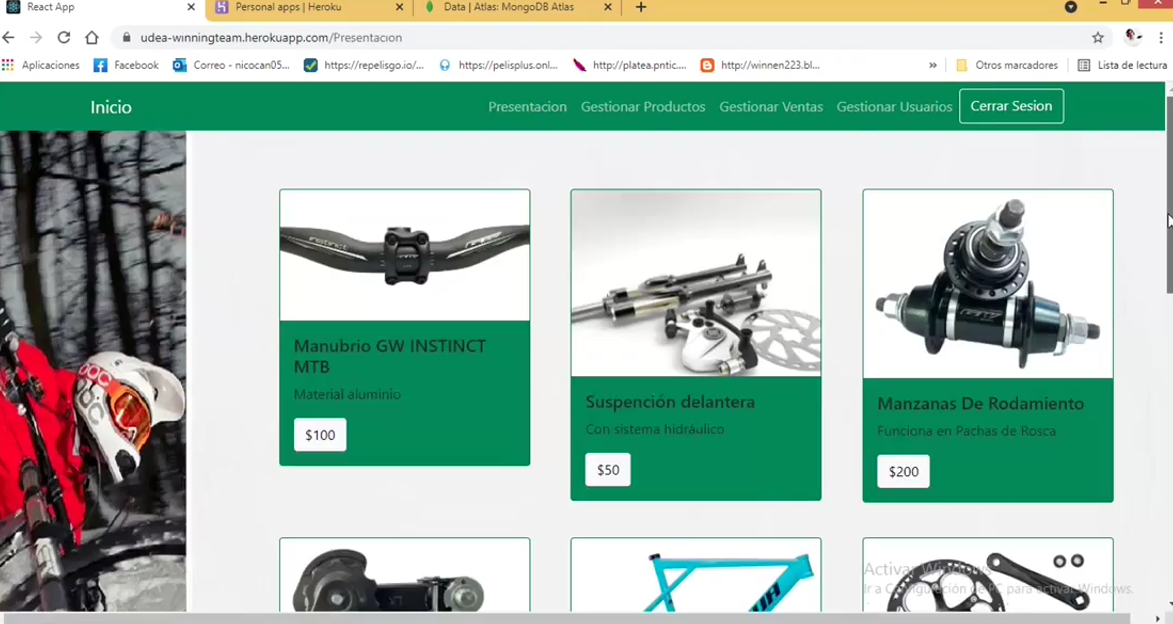 React App
Personal apps | Heroku
Data | Atlas: MongoDB Atlas
udea-winningteam.herokuapp.com/Presentacion
Aplicaciones
Facebook
Correo - nicocan05...
https://repelisgo.io/...
https://pelisplus.onl...
http://platea.pntic....
http://winnen223.bl...
Otros marcadores
Lista de lectura
Inicio
Presentacion
Gestionar Productos
Gestionar Ventas
Gestionar Usuarios
Cerrar Sesion
Manubrio GW INSTINCT
MTB
Material aluminio
$100
Suspención delantera
Con sistema hidráulico
$50
Manzanas De Rodamiento
Funciona en Pachas de Rosca
$200
Activar Windows
Ir a Configuración de PC para activar Windows.